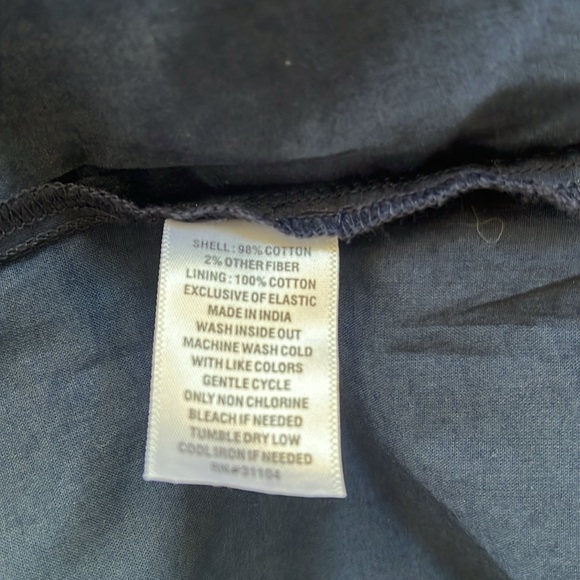 SHELL : 98% COTTON
2% OTHER FIBER
LINING : 100% COTTON
EXCLUSIVE OF ELASTIC
MADE IN INDIA
WASH INSIDE OUT
MACHINE WASH COLD
WITH LIKE COLORS
GENTLE CYCLE
ONLY NON CHLORINE
BLEACH IF NEEDED
TUMBLE DRY LOW
COOL IRON IF NEEDED
RN#31104